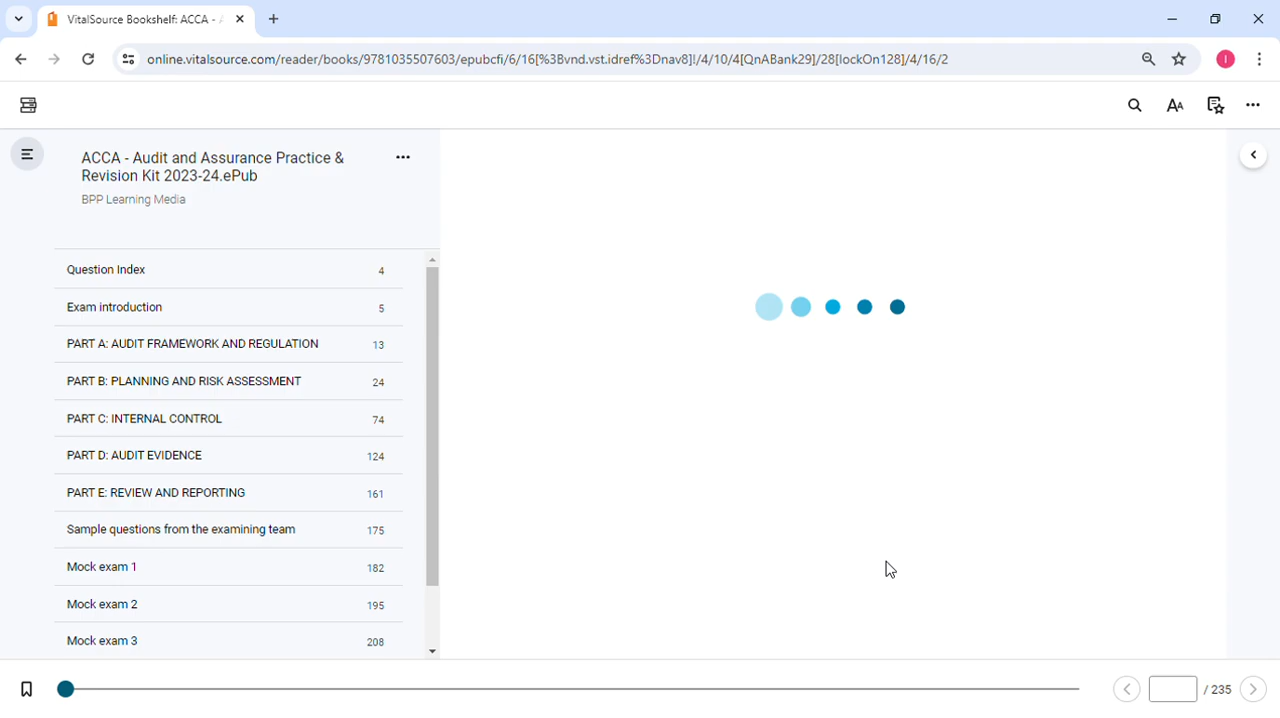 VitalSource Bookshelf: ACCA -
online.vitalsource.com/reader/books/9781035507603/epubcfi/6/16[%3Bvnd.vst.idref%3Dnav8]!/4/10/4[QnABank29]/28[lockOn128]/4/16/2
I
AA
ACCA - Audit and Assurance Practice &
Revision Kit 2023-24.ePub
BPP Learning Media
Question Index 4
Exam introduction 5
PART A: AUDIT FRAMEWORK AND REGULATION 13
PART B: PLANNING AND RISK ASSESSMENT 24
PART C: INTERNAL CONTROL 74
PART D: AUDIT EVIDENCE 124
PART E: REVIEW AND REPORTING 161
Sample questions from the examining team 175
Mock exam 1 182
Mock exam 2 195
Mock exam 3 208
/ 235